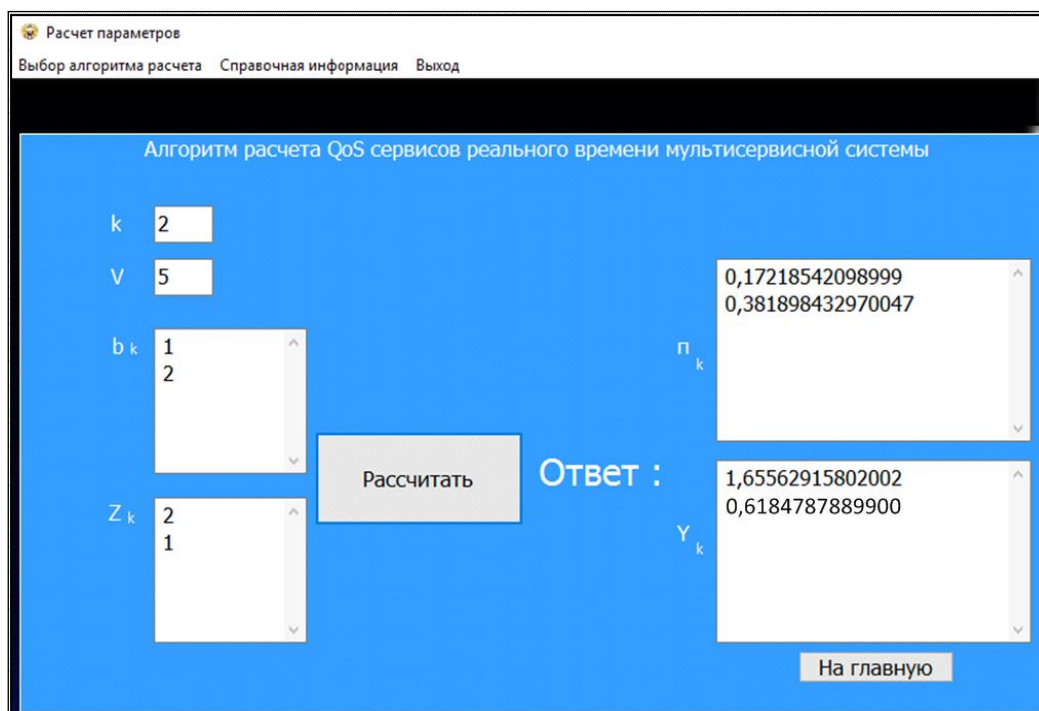 Расчет параметров
Выбор алгоритма расчета Справочная информация Выход
Алгоритм расчета QoS сервисов реального времени мультисервисной системы
k 2
V 5
b k
1
2
Z k
2
1
Рассчитать
Ответ :
π k
0,17218542098999
0,381898432970047
Y k
1,65562915802002
0,6184787889900
На главную